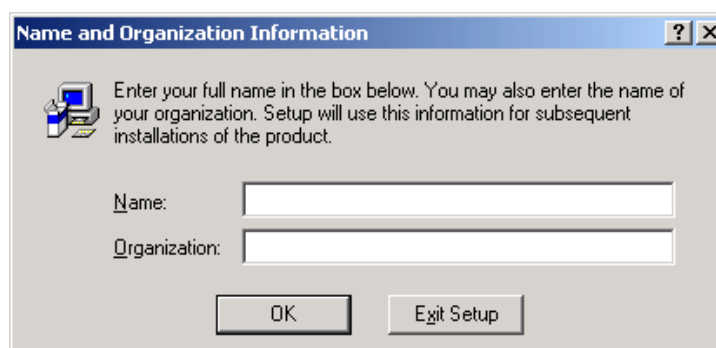 Name and Organization Information
Enter your full name in the box below. You may also enter the name of
your organization. Setup will use this information for subsequent
installations of the product.
Name:
Organization:
OK
Exit Setup